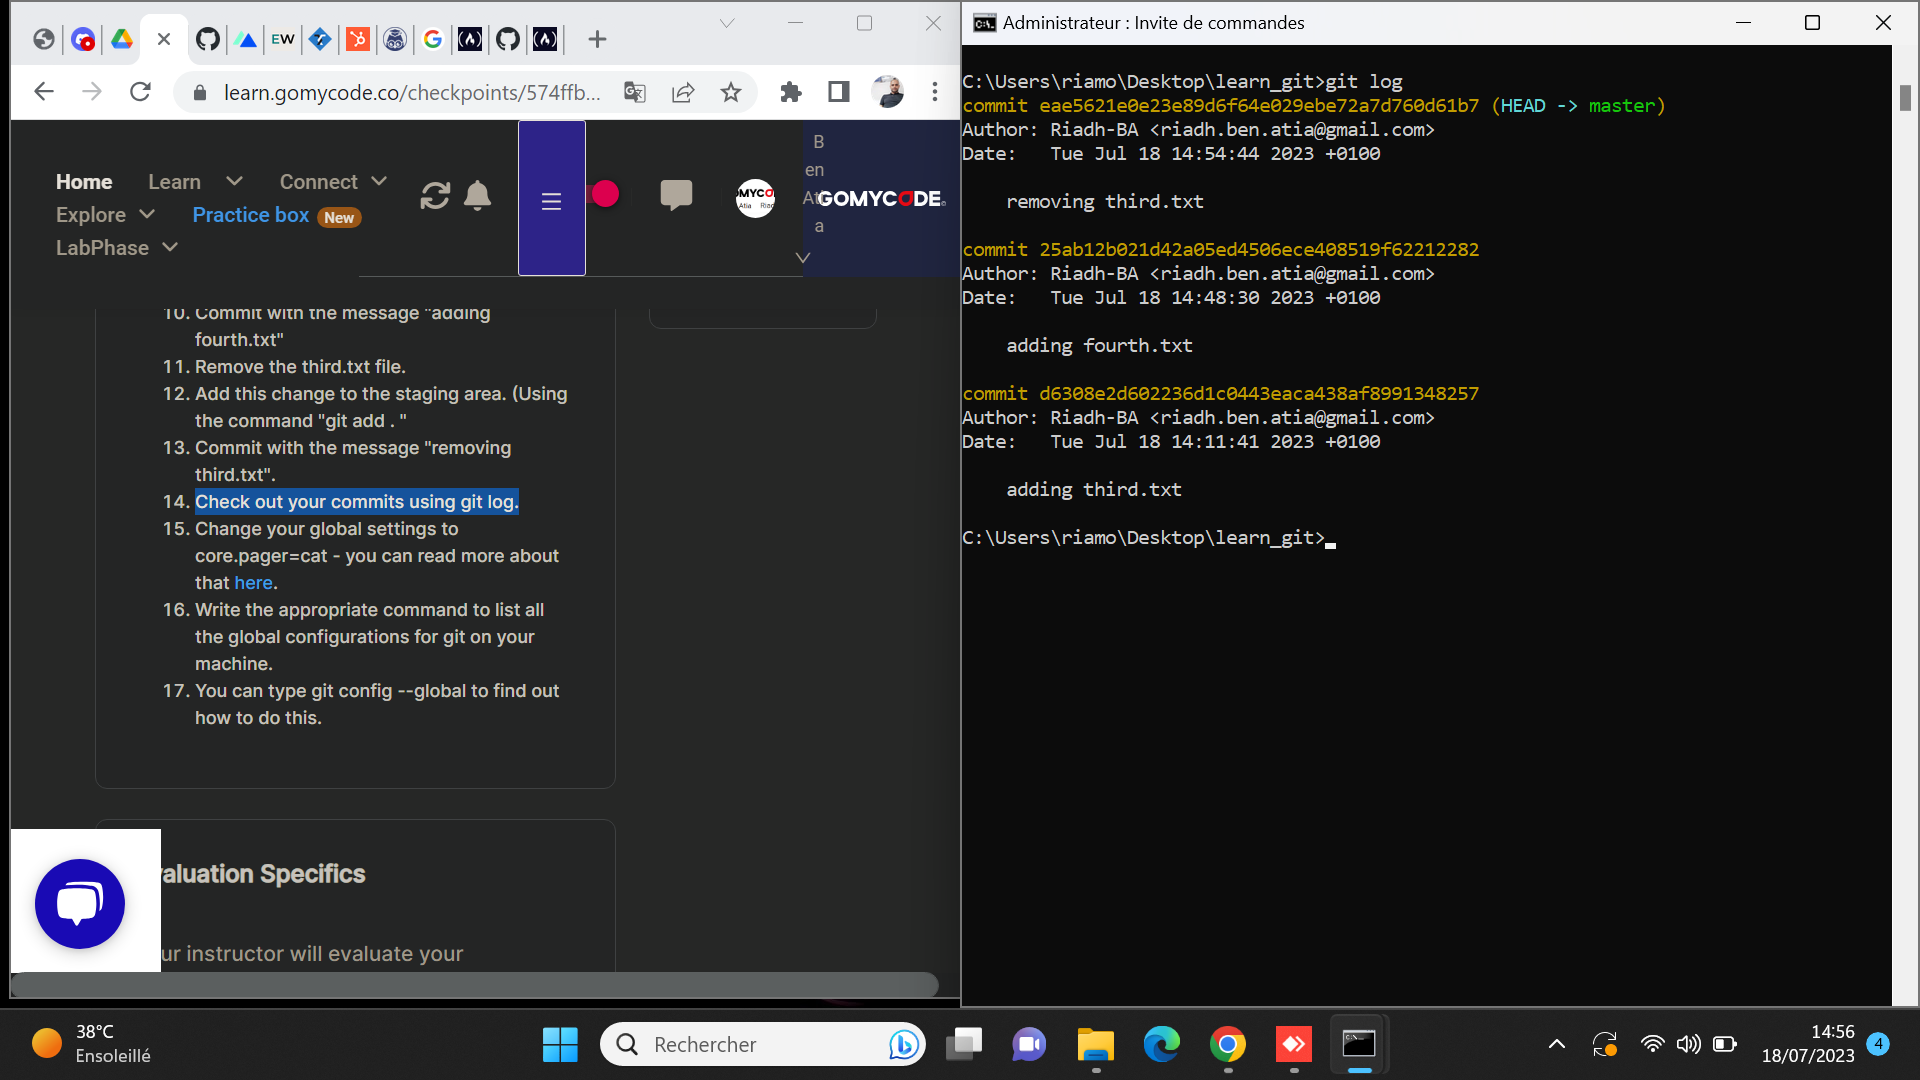 EW
learn.gomycode.co/checkpoints/574ffb...
Home
Learn
Connect
Explore
Practice box
New
LabPhase
B
en
Ati
a
GOMYCODE
10. Commit with the message "adding
fourth.txt"
11. Remove the third.txt file.
12. Add this change to the staging area. (Using
the command "git add . "
13. Commit with the message "removing
third.txt".
14. Check out your commits using git log.
15. Change your global settings to
core.pager=cat - you can read more about
that here.
16. Write the appropriate command to list all
the global configurations for git on your
machine.
17. You can type git config --global to find out
how to do this.
valuation Specifics
ur instructor will evaluate your
Administrateur : Invite de commandes
C:\Users\riamo\Desktop\learn_git>git log
commit eae5621e0e23e89d6f64e029ebe72a7d760d61b7 (HEAD -> master)
Author: Riadh-BA <riadh.ben.atia@gmail.com>
Date:   Tue Jul 18 14:54:44 2023 +0100
removing third.txt
commit 25ab12b021d42a05ed4506ece408519f62212282
Author: Riadh-BA <riadh.ben.atia@gmail.com>
Date:   Tue Jul 18 14:48:30 2023 +0100
adding fourth.txt
commit d6308e2d602236d1c0443eaca438af8991348257
Author: Riadh-BA <riadh.ben.atia@gmail.com>
Date:   Tue Jul 18 14:11:41 2023 +0100
adding third.txt
C:\Users\riamo\Desktop\learn_git>
38°C
Ensoleillé
Rechercher
14:56
18/07/2023
4